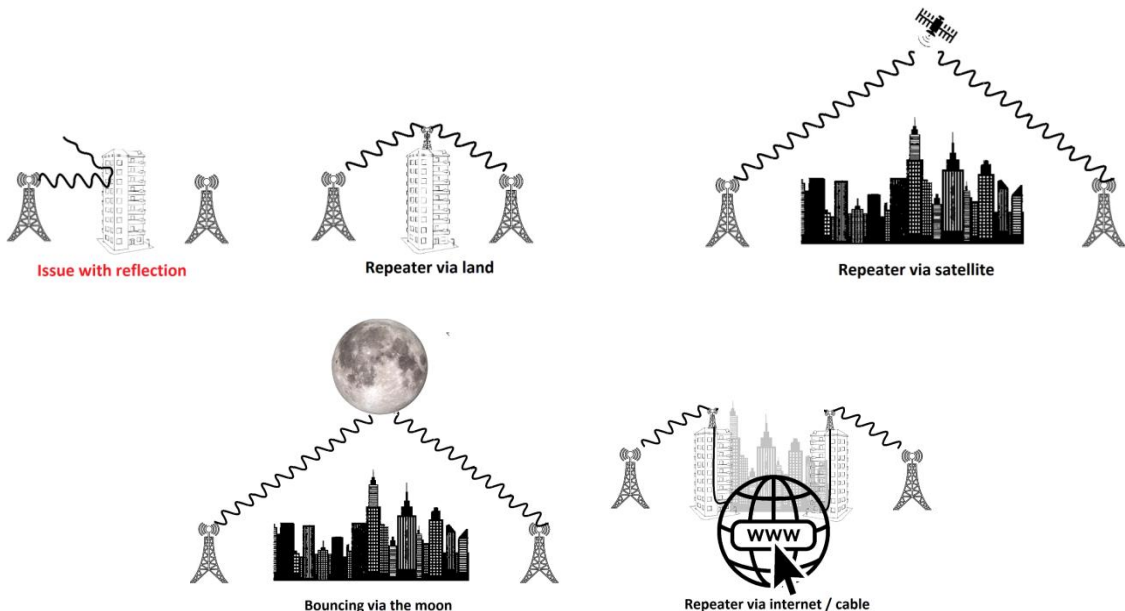 Issue with reflection
Repeater via land
Repeater via satellite
Bouncing via the moon
WWW
Repeater via internet / cable